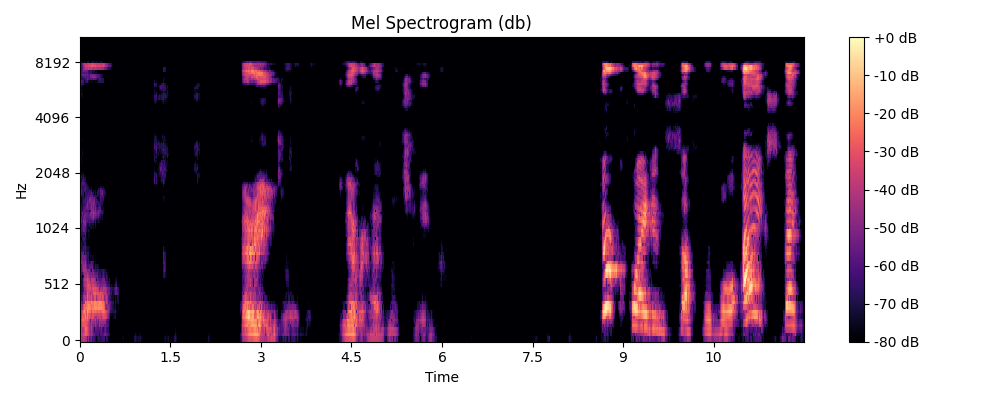 Mel Spectrogram (db)
+0 dB
8192
-10 dB
4096
-20 dB
-30 dB
2048
-40 dB
Hz
1024
-50 dB
-60 dB
512
-70 dB
0
-80 dB
0 1.5 3 4.5 6 7.5 9 10
Time